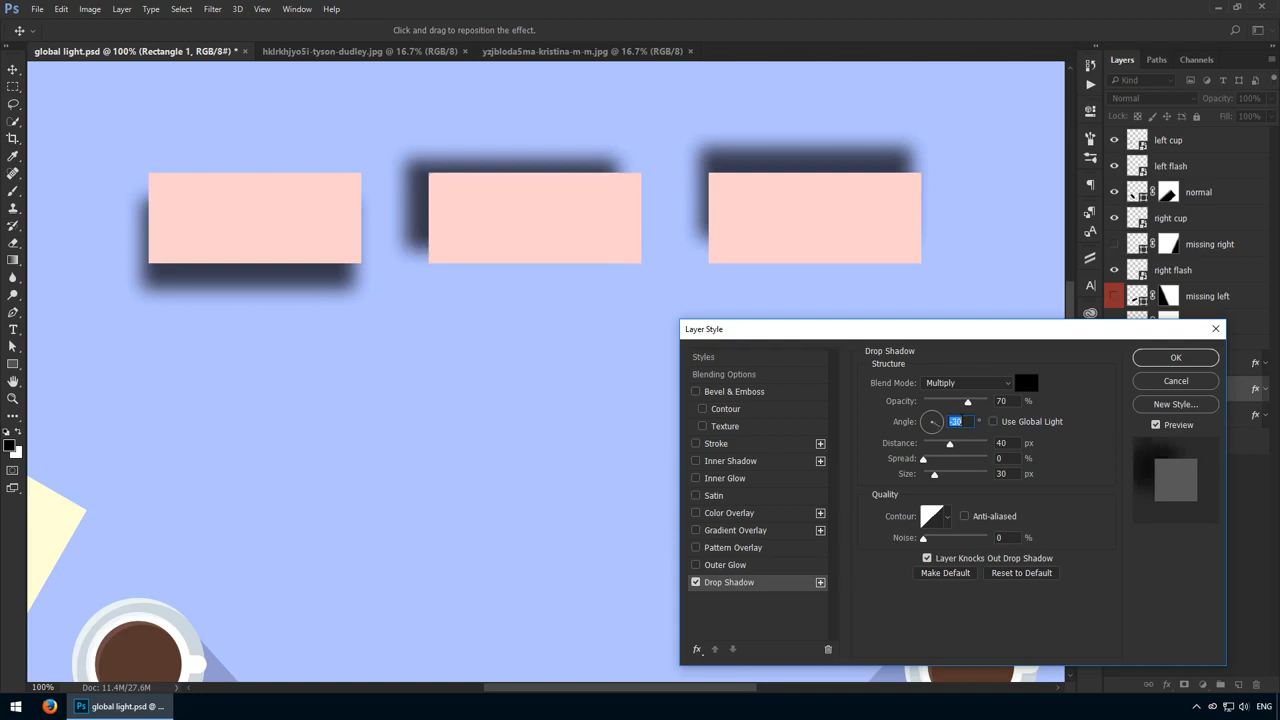 Ps File Edit Image Layer Type Select Filter 3D View Window Help
Click and drag to reposition the effect.
global light.psd @ 100% (Rectangle 1, RGB/8#) * × hklrkhjyo5i-tyson-dudley.jpg @ 16.7% (RGB/8) × yzjbloda5ma-kristina-m-m.jpg @ 16.7% (RGB/8) ×
Layers Paths Channels
Kind
Normal Opacity: 100%
Lock: Fill: 100%
left cup
left flash
normal
right cup
missing right
right flash
missing left
fx
fx
fx
Layer Style
Styles
Blending Options
Bevel & Emboss
Contour
Texture
Stroke
Inner Shadow
Inner Glow
Satin
Color Overlay
Gradient Overlay
Pattern Overlay
Outer Glow
Drop Shadow
fx
Drop Shadow
Structure
Blend Mode: Multiply
Opacity: 70 %
Angle: -30 ° Use Global Light
Distance: 40 px
Spread: 0 %
Size: 30 px
Quality
Contour: Anti-aliased
Noise: 0 %
Layer Knocks Out Drop Shadow
Make Default Reset to Default
OK
Cancel
New Style...
Preview
100% Doc: 11.4M/27.6M
Ps global light.psd @ ... ENG